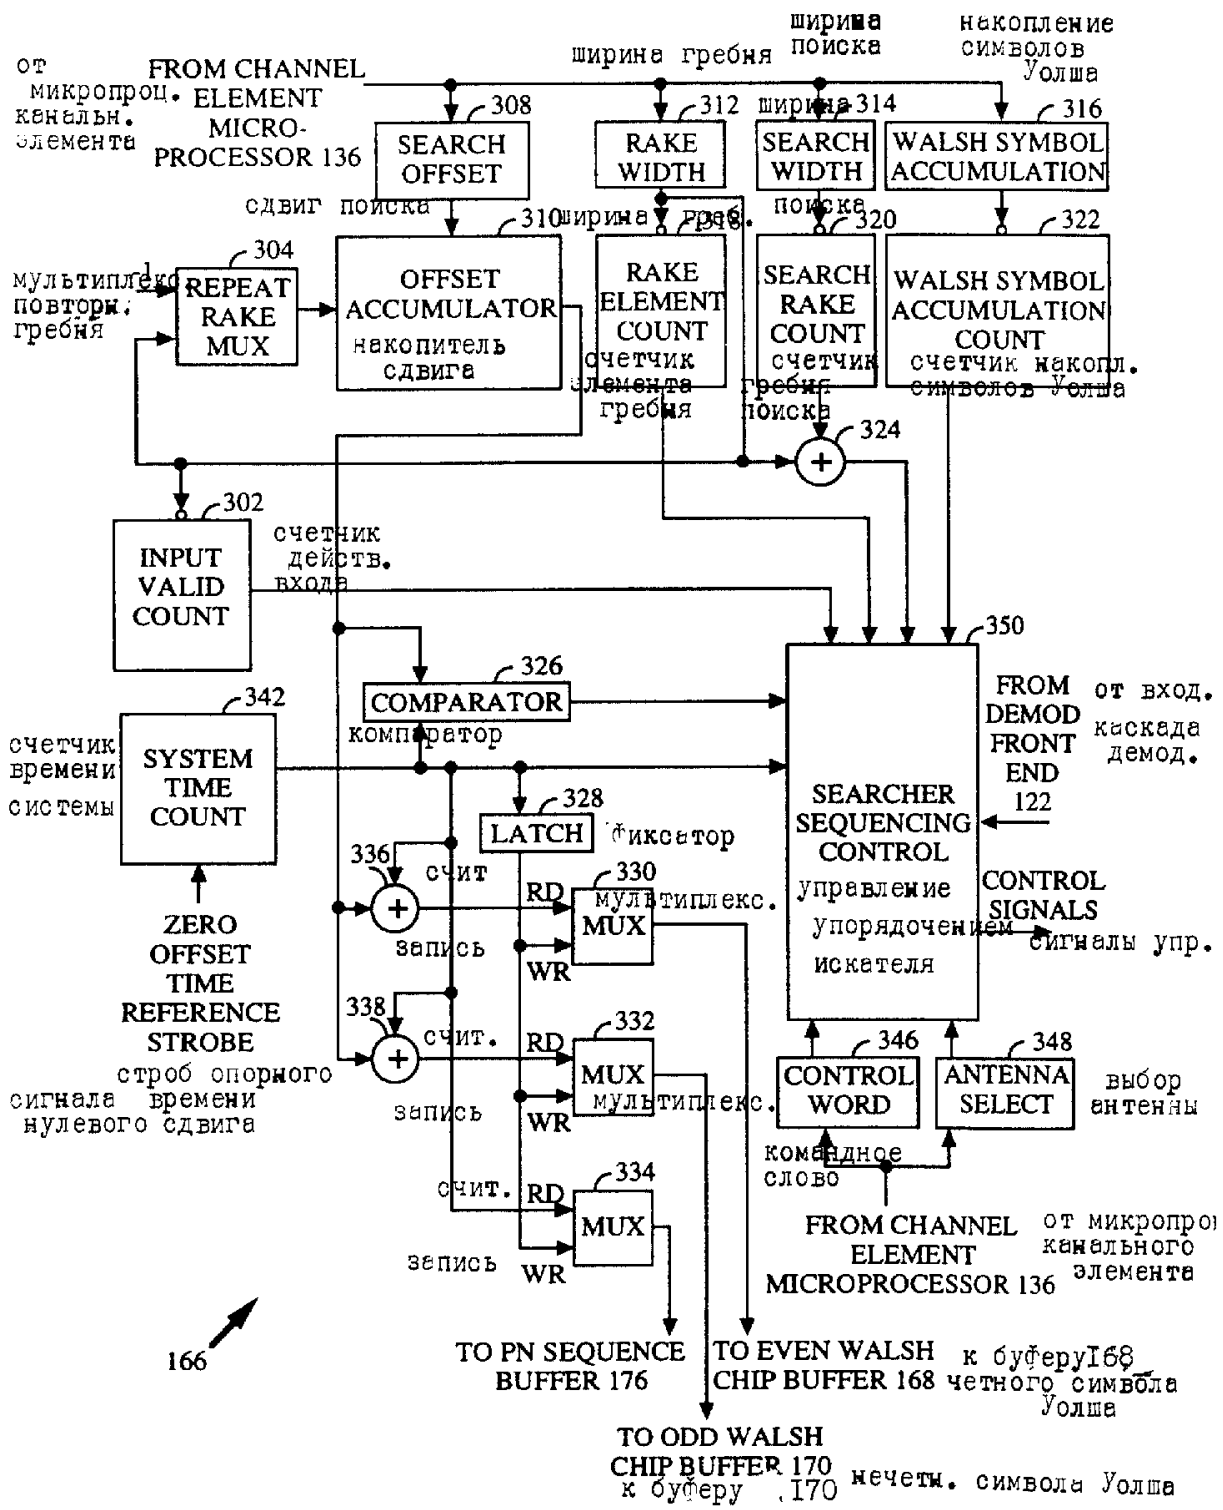 ширина
поиска
накопление
символов
Уолша
ширина гребня
от
микропроц.
канальн.
элемента
FROM CHANNEL
ELEMENT
MICRO-
PROCESSOR 136
308
SEARCH
OFFSET
312
RAKE
WIDTH
ширина
314
SEARCH
WIDTH
316
WALSH SYMBOL
ACCUMULATION
сдвиг поиска
ширина греб.
поиска
304
мультиплекс
повторн.
гребня
-1
REPEAT
RAKE
MUX
310
OFFSET
ACCUMULATOR
накопитель
сдвига
318
RAKE
ELEMENT
COUNT
счетчик
элемента
гребня
320
SEARCH
RAKE
COUNT
счетчик
гребня
поиска
322
WALSH SYMBOL
ACCUMULATION
COUNT
счетчик накопл.
символов Уолша
324
+
302
INPUT
VALID
COUNT
счетчик
действ.
входа
350
326
COMPARATOR
компаратор
342
SYSTEM
TIME
COUNT
счетчик
времени
системы
FROM
DEMOD
FRONT
END
122
от вход.
каскада
демод.
SEARCHER
SEQUENCING
CONTROL
управление
упорядочением
искателя
328
LATCH
Фиксатор
CONTROL
SIGNALS
сигналы упр.
336
+
счит
запись
RD
WR
330
MUX
мультиплекс.
ZERO
OFFSET
TIME
REFERENCE
STROBE
строб опорного
сигнала времени
нулевого сдвига
338
+
счит.
запись
RD
WR
332
MUX
мультиплекс.
346
CONTROL
WORD
командное
слово
348
ANTENNA
SELECT
выбор
антенны
счит.
запись
RD
WR
334
MUX
FROM CHANNEL
ELEMENT
MICROPROCESSOR 136
от микропро
канального
элемента
166
TO PN SEQUENCE
BUFFER 176
TO EVEN WALSH
CHIP BUFFER 168
к буферу 168
четного символа
Уолша
TO ODD WALSH
CHIP BUFFER 170
к буферу 170 нечетн. символа Уолша